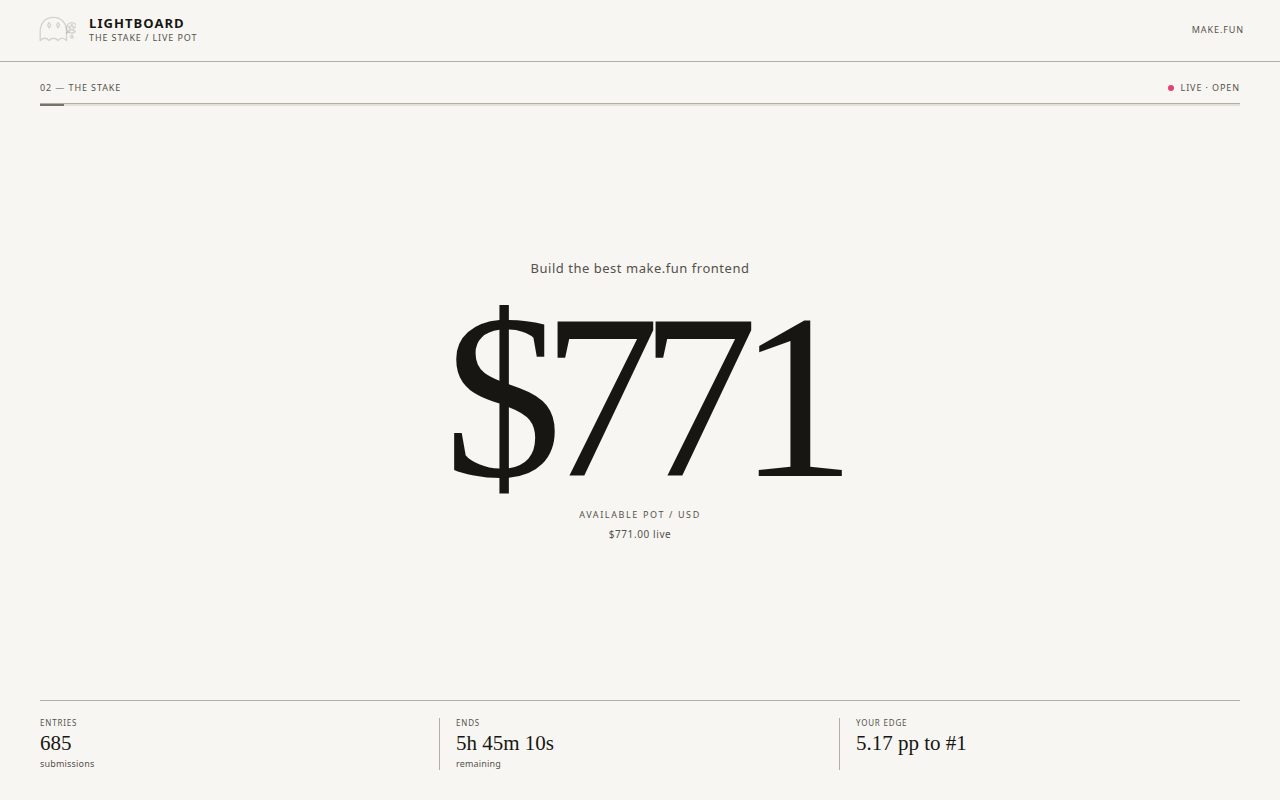 LIGHTBOARD
THE STAKE / LIVE POT
MAKE.FUN
02 — THE STAKE
LIVE · OPEN
Build the best make.fun frontend
$771
AVAILABLE POT / USD
$771.00 live
ENTRIES
685
submissions
ENDS
5h 45m 10s
remaining
YOUR EDGE
5.17 pp to #1